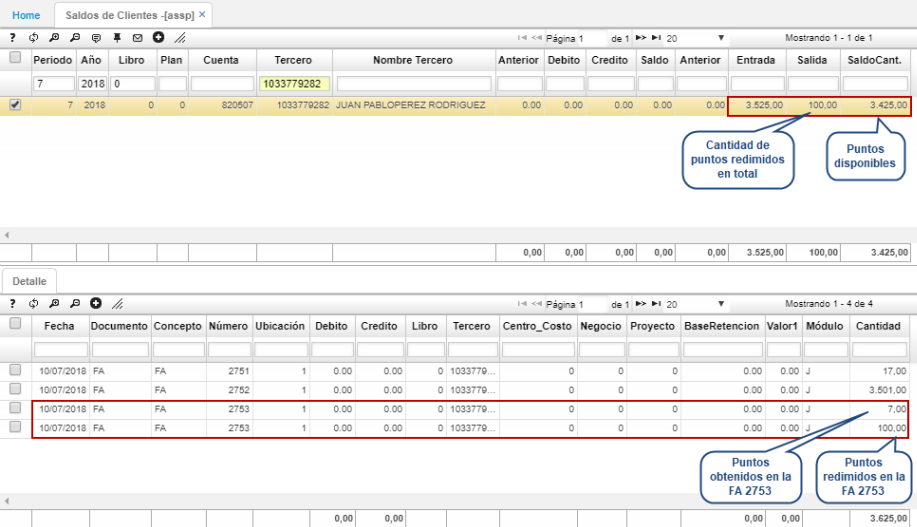 Home Saldos de Clientes -[assp] ×
? Página 1 de 1 20 Mostrando 1 - 1 de 1
Periodo Año Libro Plan Cuenta Tercero Nombre Tercero Anterior Debito Credito Saldo Anterior Entrada Salida SaldoCant.
7 2018 0 1033779282
7 2018 0 0 820507 1033779282 JUAN PABLOPEREZ RODRIGUEZ 0.00 0.00 0.00 0.00 0.00 3.525,00 100,00 3.425,00
Cantidad de
puntos redimidos
en total
Puntos
disponibles
0,00 0,00 0,00 0,00 0,00 3.525,00 100,00 3.425,00
Detalle
? Página 1 de 1 20 Mostrando 1 - 4 de 4
Fecha Documento Concepto Número Ubicación Debito Credito Libro Tercero Centro_Costo Negocio Proyecto BaseRetencion Valor1 Módulo Cantidad
10/07/2018 FA FA 2751 1 0.00 0.00 0 1033779... 0 0 0 0.00 0.00 J 17,00
10/07/2018 FA FA 2752 1 0.00 0.00 0 1033779... 0 0 0 0.00 0.00 J 3.501,00
10/07/2018 FA FA 2753 1 0.00 0.00 0 1033779... 0 0 0 0.00 0.00 J 7,00
10/07/2018 FA FA 2753 1 0.00 0.00 0 1033779... 0 0 0 0.00 0.00 J 100,00
Puntos
obtenidos en la
FA 2753
Puntos
redimidos en la
FA 2753
0,00 0,00 0,00 0,00 3.625,00